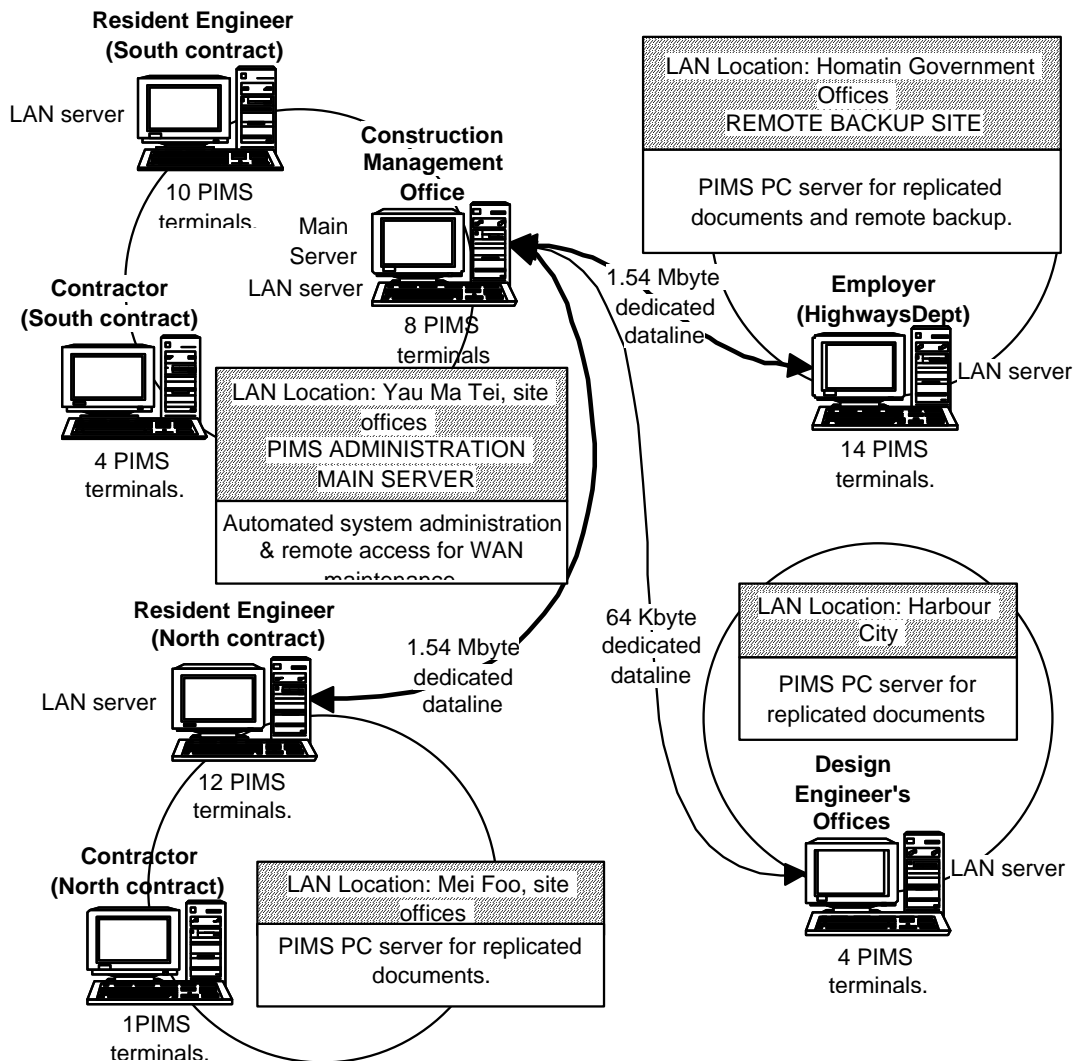 Resident Engineer
(South contract)
LAN server
10 PIMS
terminals.
Construction
Management
Office
Main
Server
LAN server
8 PIMS
terminals
Contractor
(South contract)
4 PIMS
terminals.
LAN Location: Yau Ma Tei, site
offices
PIMS ADMINISTRATION
MAIN SERVER
Automated system administration
& remote access for WAN
maintenance
LAN Location: Homatin Government
Offices
REMOTE BACKUP SITE
PIMS PC server for replicated
documents and remote backup.
1.54 Mbyte
dedicated
dataline
Employer
(HighwaysDept)
LAN server
14 PIMS
terminals.
Resident Engineer
(North contract)
LAN server
12 PIMS
terminals.
1.54 Mbyte
dedicated
dataline
64 Kbyte
dedicated
dataline
LAN Location: Harbour
City
PIMS PC server for
replicated documents
Design
Engineer's
Offices
LAN server
4 PIMS
terminals.
Contractor
(North contract)
1PIMS
terminals.
LAN Location: Mei Foo, site
offices
PIMS PC server for replicated
documents.